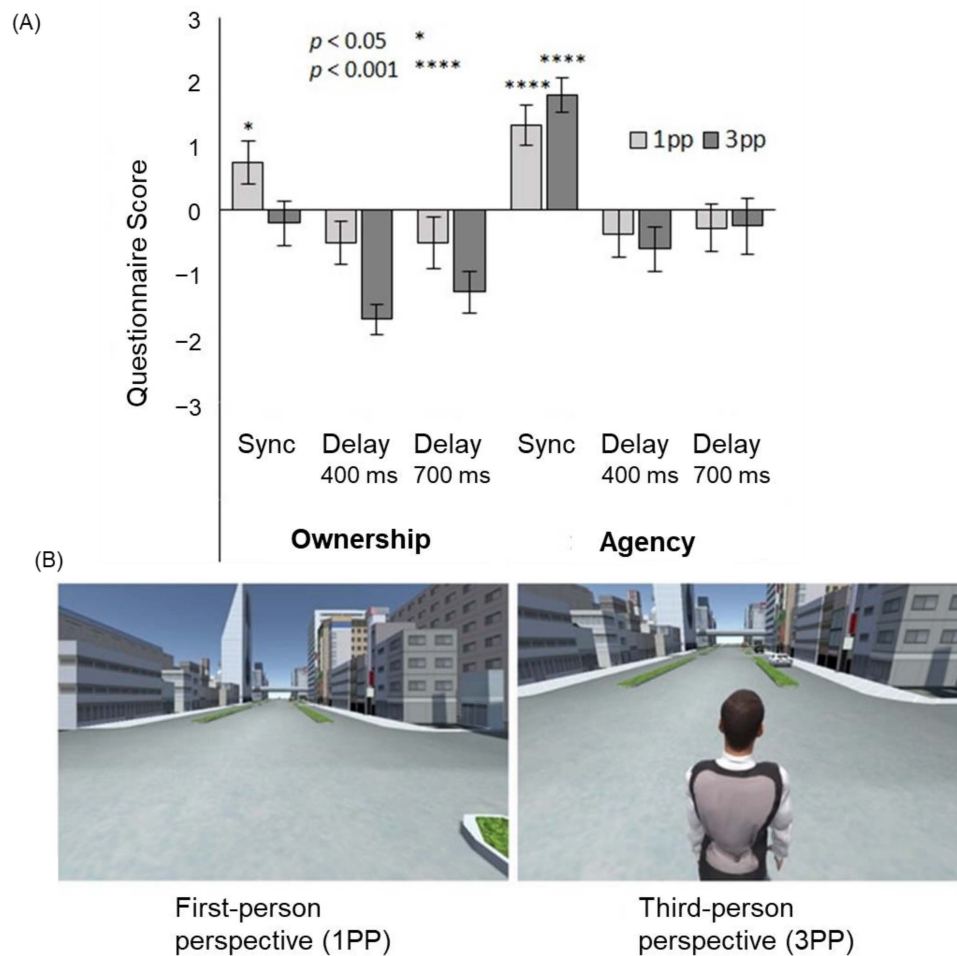 (A)
3
p < 0.05 *
p < 0.001 ****
2
1
0
−1
−2
−3
Questionnaire Score
*
****
****
1pp 3pp
Sync Delay Delay Sync Delay Delay
400 ms 700 ms 400 ms 700 ms
Ownership Agency
(B)
First-person Third-person
perspective (1PP) perspective (3PP)